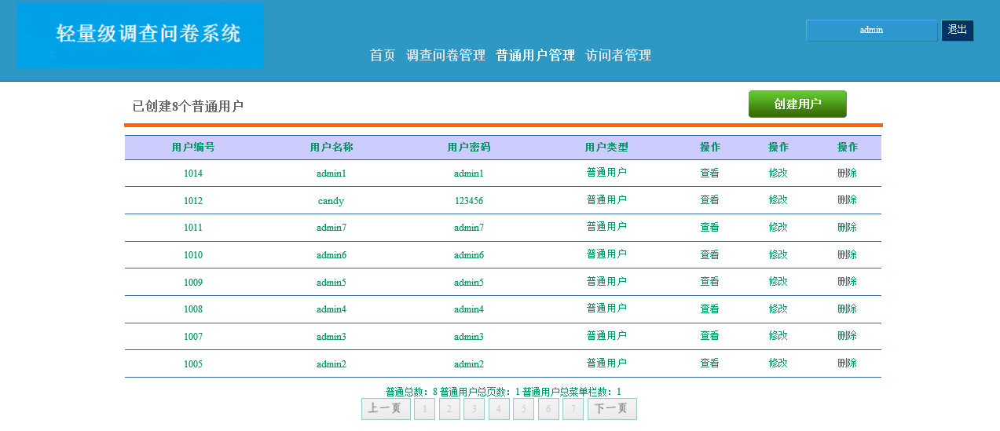 轻量级调查问卷系统
admin 退出
首页 调查问卷管理 普通用户管理 访问者管理
已创建8个普通用户 创建用户
用户编号 用户名称 用户密码 用户类型 操作 操作 操作
1014 admin1 admin1 普通用户 查看 修改 删除
1012 candy 123456 普通用户 查看 修改 删除
1011 admin7 admin7 普通用户 查看 修改 删除
1010 admin6 admin6 普通用户 查看 修改 删除
1009 admin5 admin5 普通用户 查看 修改 删除
1008 admin4 admin4 普通用户 查看 修改 删除
1007 admin3 admin3 普通用户 查看 修改 删除
1005 admin2 admin2 普通用户 查看 修改 删除
普通总数：8 普通用户总页数：1 普通用户总菜单栏数：1
上一页 1 2 3 4 5 6 7 下一页